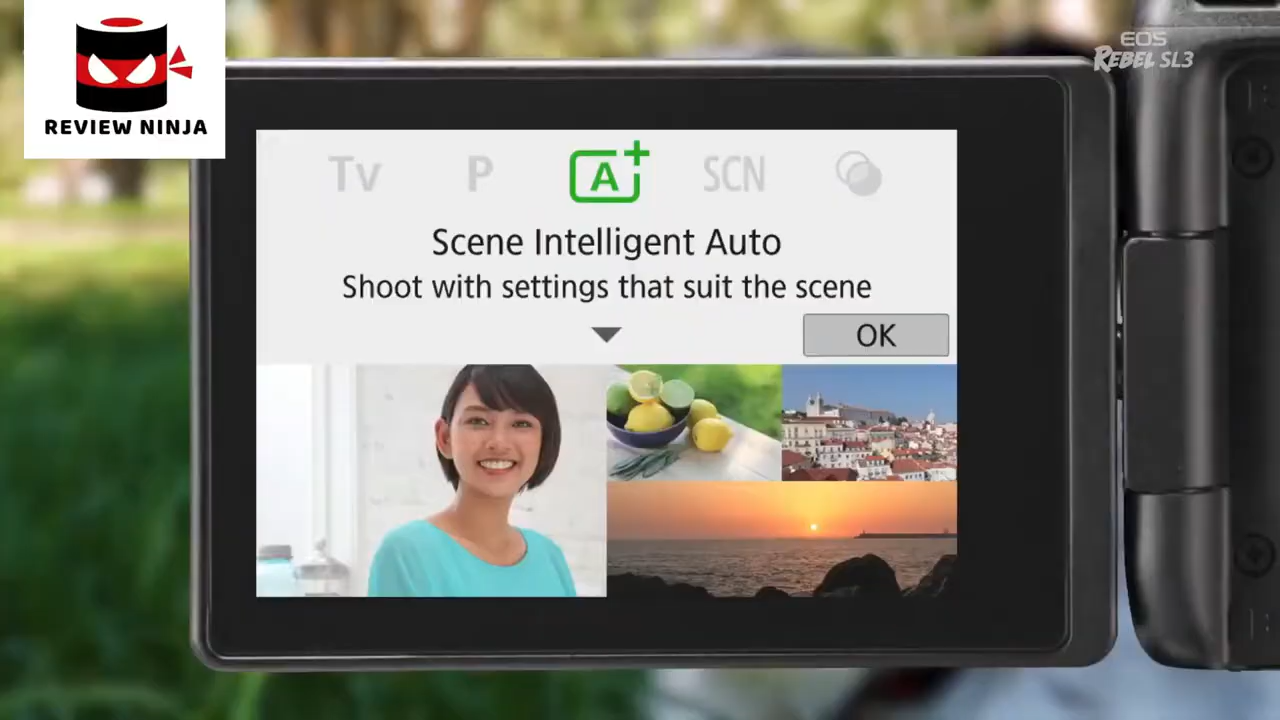 REVIEW NINJA
EOS
REBEL SL3
Tv P A+ SCN
Scene Intelligent Auto
Shoot with settings that suit the scene
OK